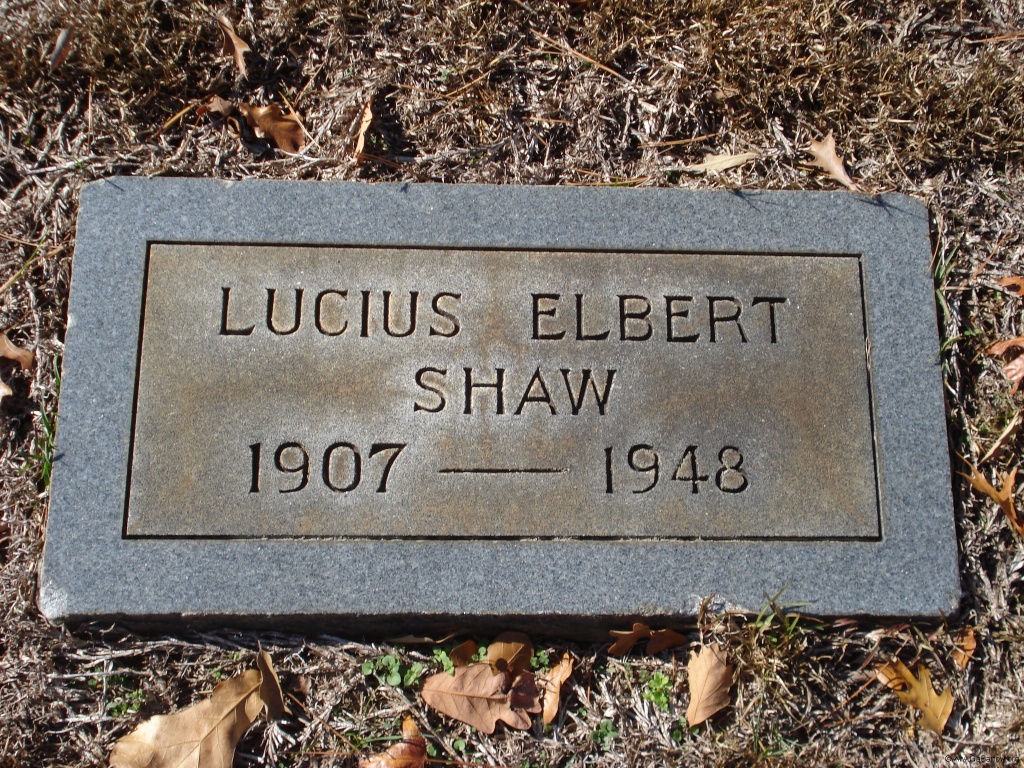 LUCIUS ELBERT
SHAW
1907 — 1948